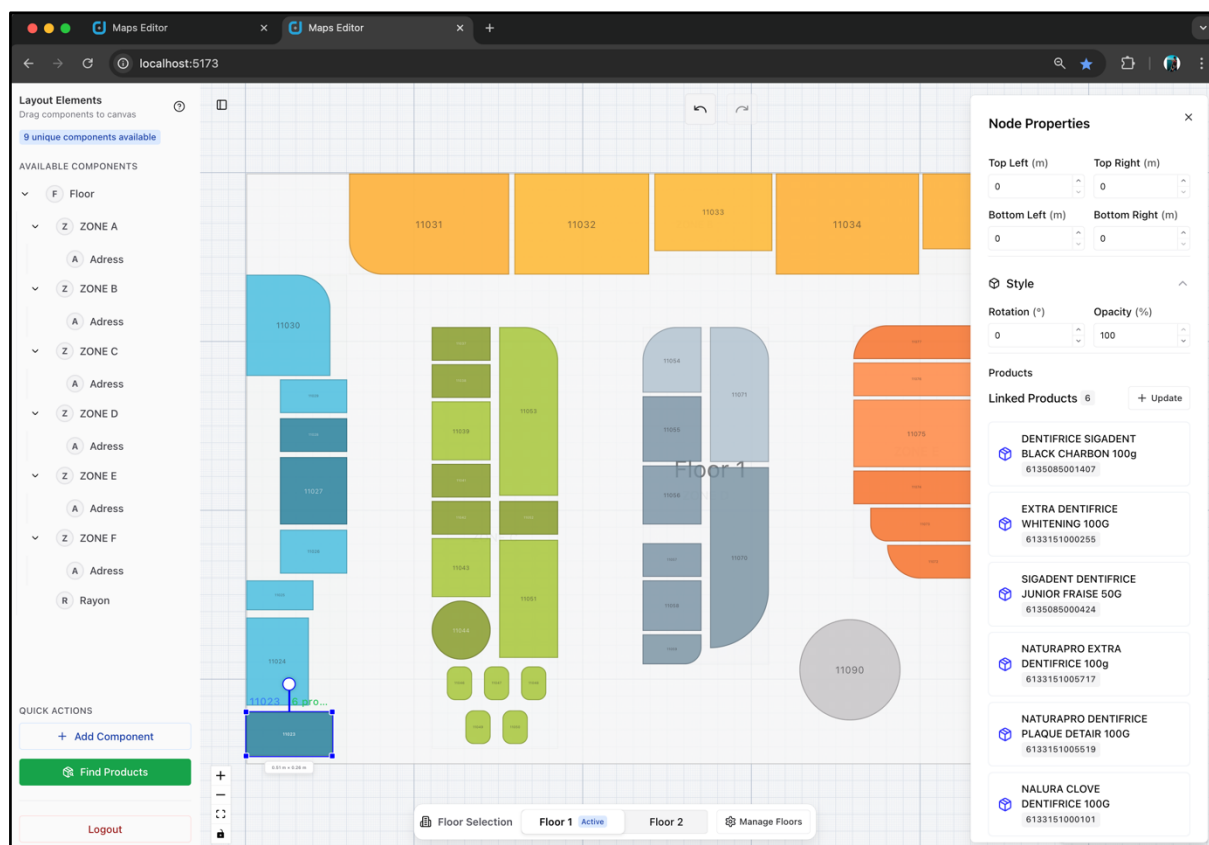 Maps Editor
Maps Editor
localhost:5173
Layout Elements
Drag components to canvas
9 unique components available
AVAILABLE COMPONENTS
F Floor
Z ZONE A
A Adress
Z ZONE B
A Adress
Z ZONE C
A Adress
Z ZONE D
A Adress
Z ZONE E
A Adress
Z ZONE F
A Adress
R Rayon
QUICK ACTIONS
+ Add Component
Find Products
Logout
11031
11032
11033
11034
11030
11027
11024
11023
6 pro...
11039
11043
11044
11053
11051
11054
11055
11056
11071
11070
Floor 1
11075
11090
Floor Selection
Floor 1 Active
Floor 2
Manage Floors
Node Properties
Top Left (m)
Top Right (m)
0
0
Bottom Left (m)
Bottom Right (m)
0
0
Style
Rotation (°)
Opacity (%)
0
100
Products
Linked Products 6
+ Update
DENTIFRICE SIGADENT
BLACK CHARBON 100g
6135085001407
EXTRA DENTIFRICE
WHITENING 100G
6133151000255
SIGADENT DENTIFRICE
JUNIOR FRAISE 50G
6135085000424
NATURAPRO EXTRA
DENTIFRICE 100g
6133151005717
NATURAPRO DENTIFRICE
PLAQUE DETAIR 100G
6133151005519
NALURA CLOVE
DENTIFRICE 100G
6133151000101